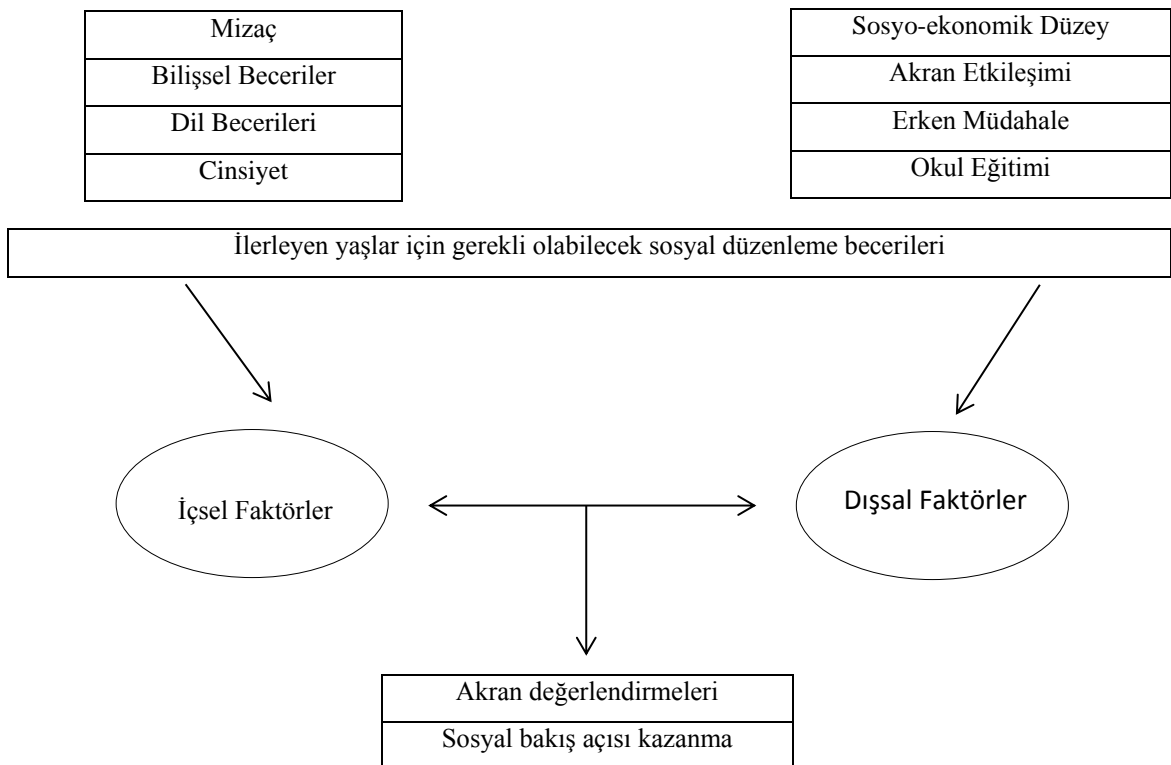 Mizaç
Bilişsel Beceriler
Dil Becerileri
Cinsiyet
Sosyo-ekonomik Düzey
Akran Etkileşimi
Erken Müdahale
Okul Eğitimi
İlerleyen yaşlar için gerekli olabilecek sosyal düzenleme becerileri
İçsel Faktörler
Dışsal Faktörler
Akran değerlendirmeleri
Sosyal bakış açısı kazanma